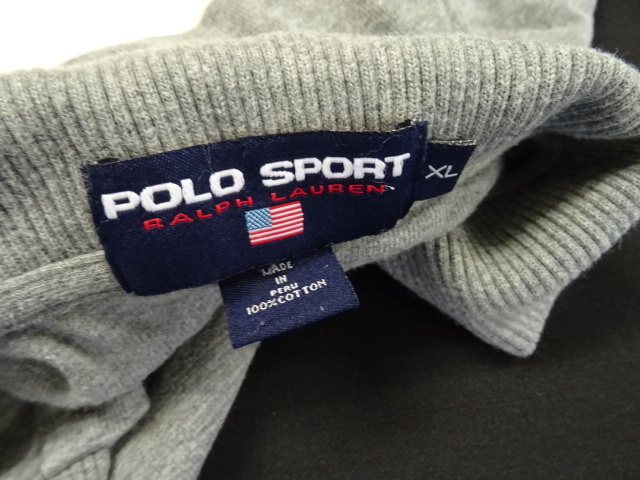 POLO SPORT
RALPH LAUREN
XL
MADE
IN
PERU
100% COTTON